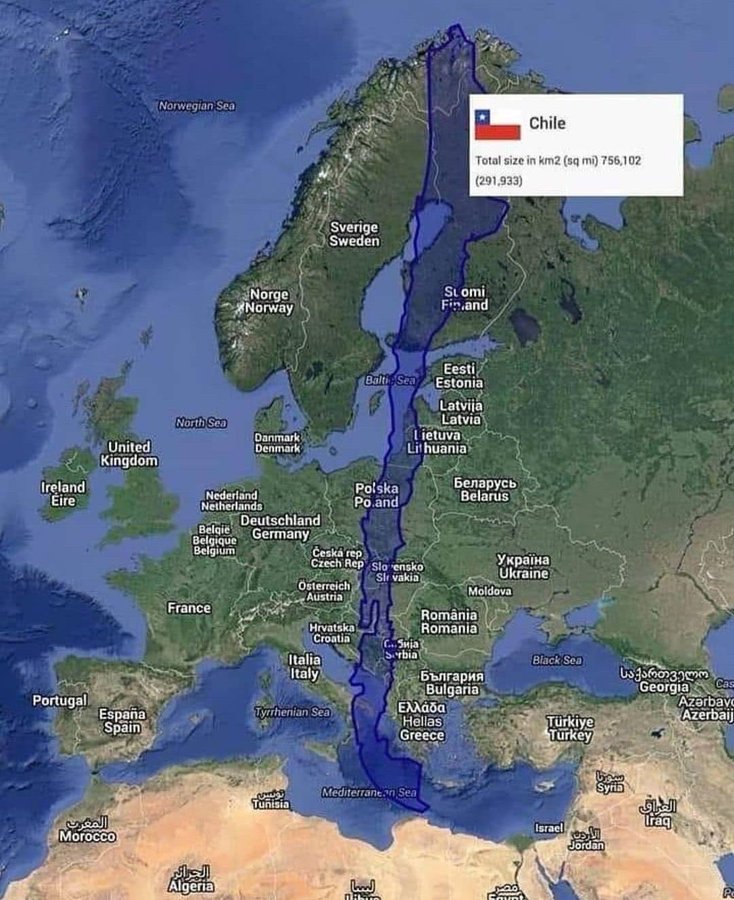 Norwegian Sea
Chile
Total size in km2 (sq mi) 756,102
(291,933)
Sverige
Sweden
Norge
Norway
Suomi
Finland
Baltic Sea
Eesti
Estonia
Latvija
Latvia
North Sea
Danmark
Denmark
Lietuva
Lithuania
United
Kingdom
Ireland
Éire
Polska
Poland
Беларусь
Belarus
Nederland
Netherlands
België
Belgique
Belgium
Deutschland
Germany
Česká rep
Czech Rep
Slovensko
Slovakia
Україна
Ukraine
Österreich
Austria
Moldova
France
Hrvatska
Croatia
România
Romania
Србија
Serbia
Italia
Italy
Black Sea
България
Bulgaria
საქართველო
Georgia
Portugal
España
Spain
Tyrrhenian Sea
Ελλάδα
Hellas
Greece
Türkiye
Turkey
Azərbayc
Azerbaij
تونس
Tunisia
Mediterranean Sea
سوريا
Syria
المغرب
Morocco
Israel
الأردن
Jordan
العراق
Iraq
الجزائر
Algeria
ليبيا
مصر